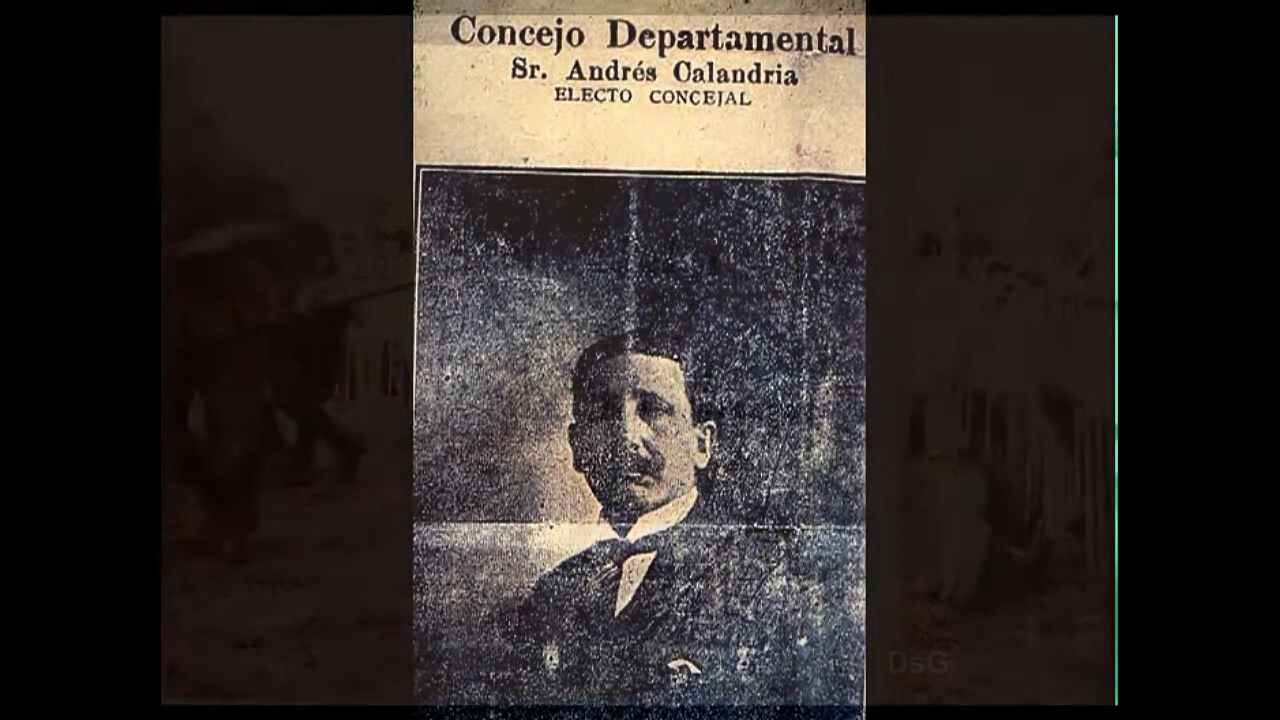 Concejo Departamental
Sr. Andrés Calandria
ELECTO CONCEJAL
DsG